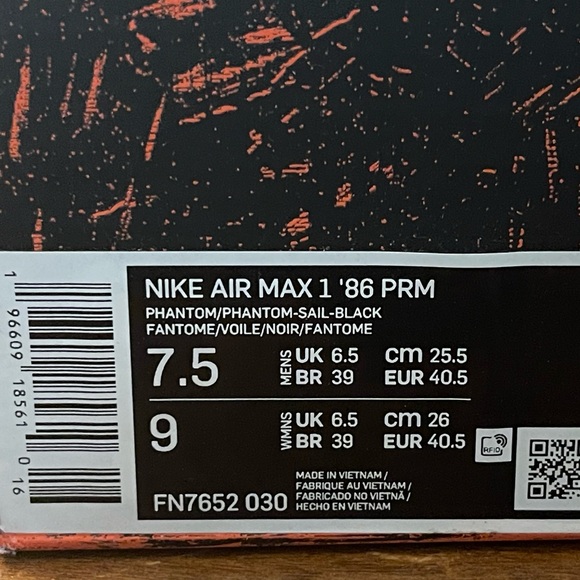 NIKE AIR MAX 1 '86 PRM
PHANTOM/PHANTOM-SAIL-BLACK
FANTOME/VOILE/NOIR/FANTOME
7.5 MENS UK 6.5 cm 25.5
BR 39 EUR 40.5
9 WMNS UK 6.5 cm 26
BR 39 EUR 40.5
RFID
FN7652 030
MADE IN VIETNAM /
FABRIQUE AU VIETNAM /
FABRICADO NO VIETNÃ /
HECHO EN VIETNAM
1 96609 18561 0 16